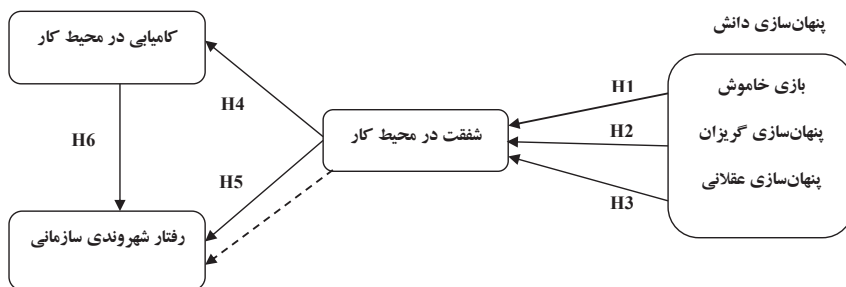 پنهان‌سازی دانش
بازی خاموش
پنهان‌سازی گریزان
پنهان‌سازی عقلانی
H1
H2
H3
شفقت در محیط کار
H4
H5
کامیابی در محیط کار
H6
رفتار شهروندی سازمانی